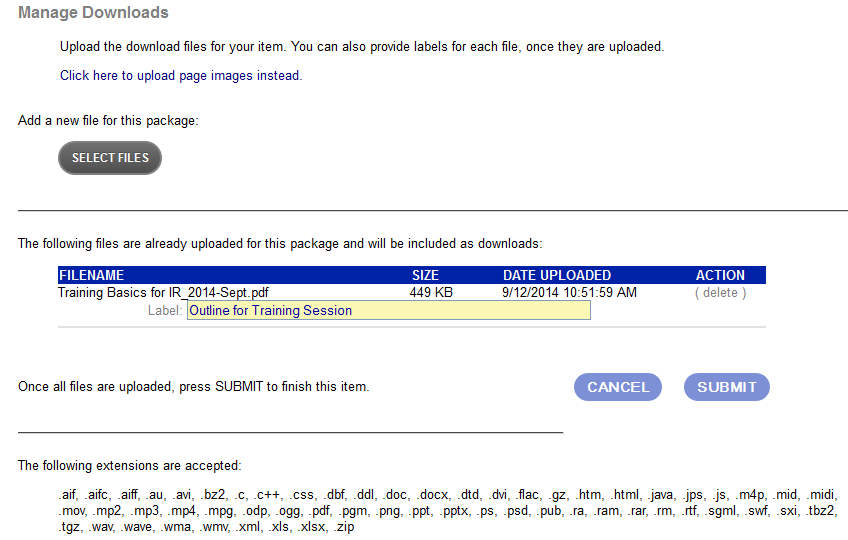 Manage Downloads
Upload the download files for your item. You can also provide labels for each file, once they are uploaded.
Click here to upload page images instead.
Add a new file for this package:
SELECT FILES
The following files are already uploaded for this package and will be included as downloads:
FILENAME SIZE DATE UPLOADED ACTION
Training Basics for IR_2014-Sept.pdf 449 KB 9/12/2014 10:51:59 AM ( delete )
Label: Outline for Training Session
Once all files are uploaded, press SUBMIT to finish this item. CANCEL SUBMIT
The following extensions are accepted:
.aif, .aifc, .aiff, .au, .avi, .bz2, .c, .c++, .css, .dbf, .ddl, .doc, .docx, .dtd, .dvi, .flac, .gz, .htm, .html, .java, .jps, .js, .m4p, .mid, .midi,
.mov, .mp2, .mp3, .mp4, .mpg, .odp, .ogg, .pdf, .pgm, .png, .ppt, .pptx, .ps, .psd, .pub, .ra, .ram, .rar, .rm, .rtf, .sgml, .swf, .sxi, .tbz2,
.tgz, .wav, .wave, .wma, .wmv, .xml, .xls, .xlsx, .zip